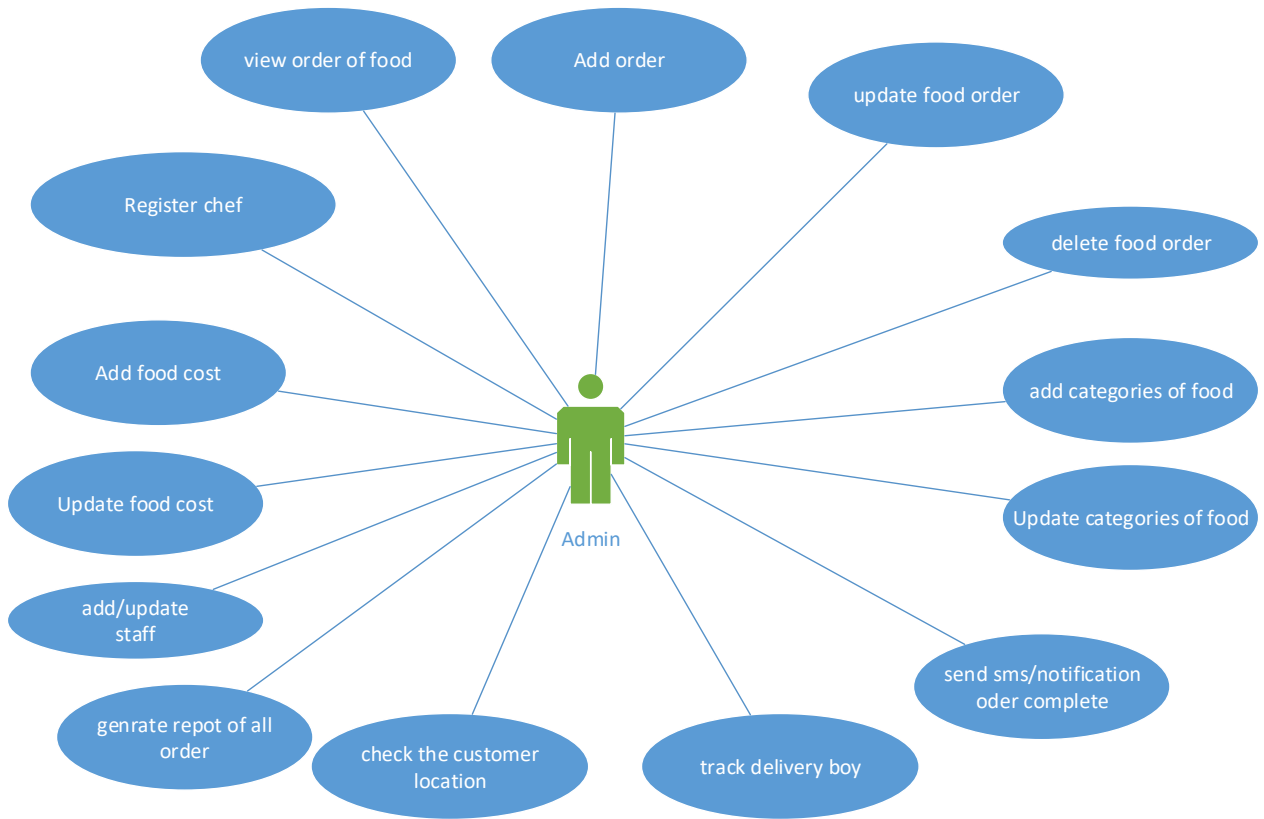 view order of food
Add order
update food order
Register chef
delete food order
Add food cost
add categories of food
Update food cost
Update categories of food
Admin
add/update
staff
send sms/notification
oder complete
genrate repot of all
order
check the customer
location
track delivery boy